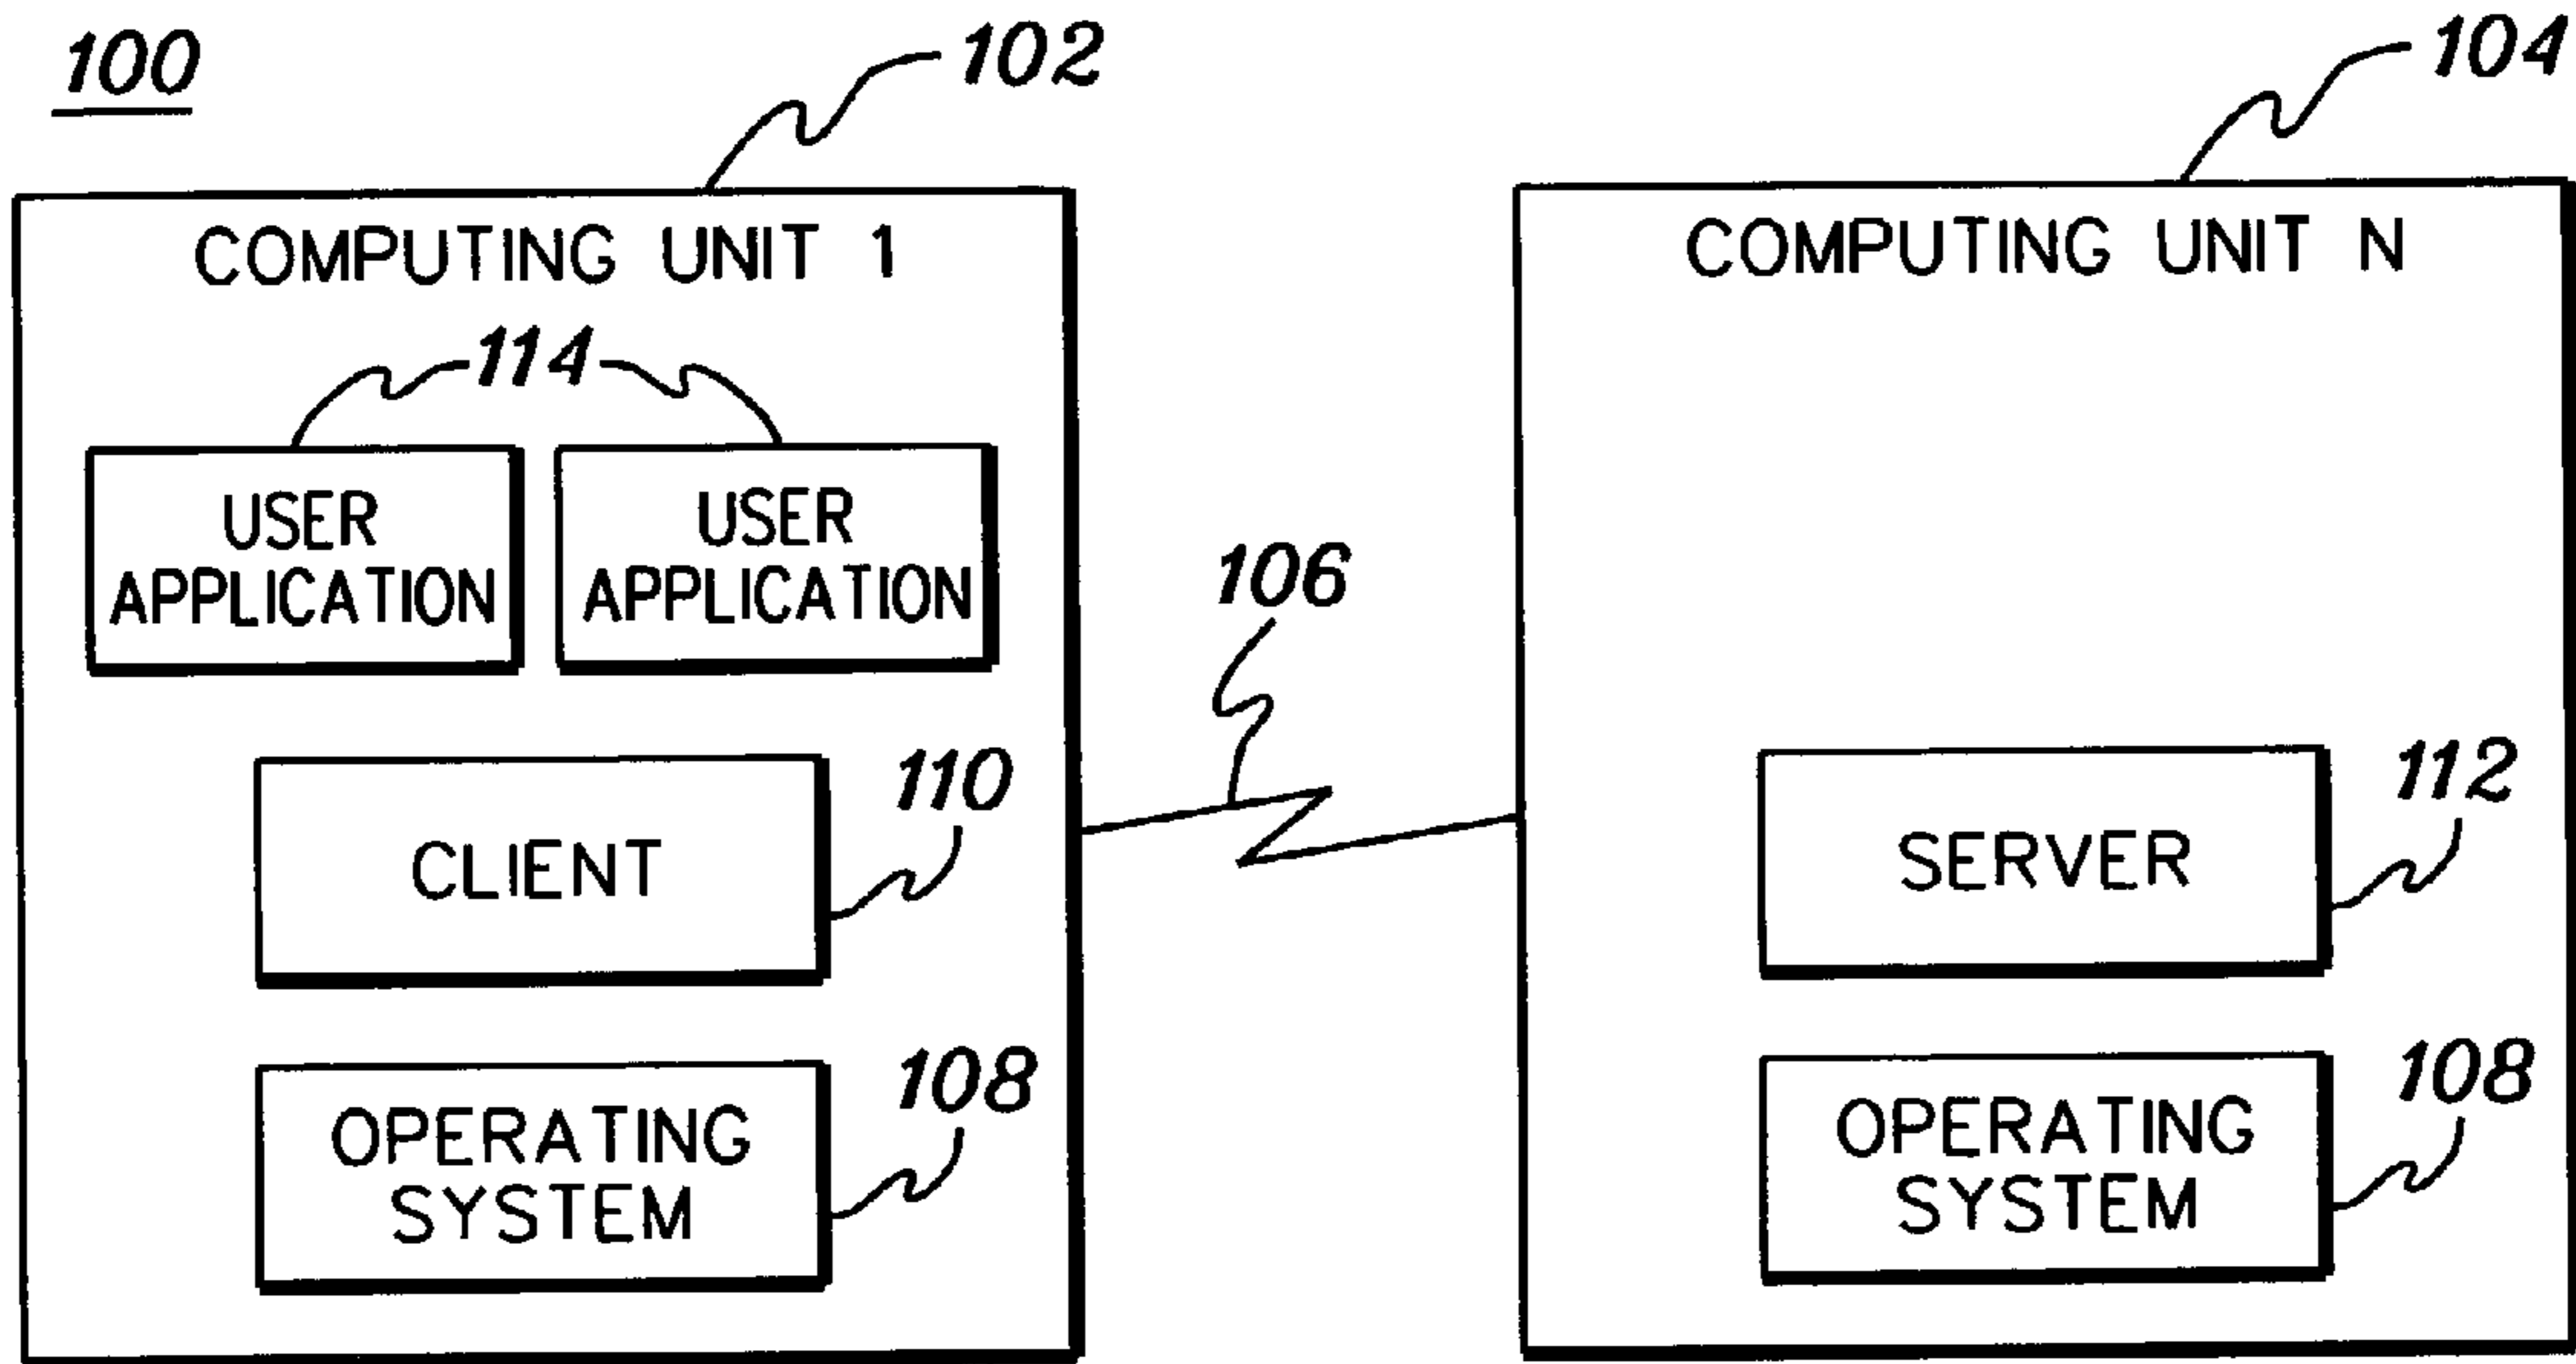 100
102
104
COMPUTING UNIT 1
114
USER
APPLICATION
USER
APPLICATION
110
CLIENT
108
OPERATING
SYSTEM
106
COMPUTING UNIT N
112
SERVER
108
OPERATING
SYSTEM